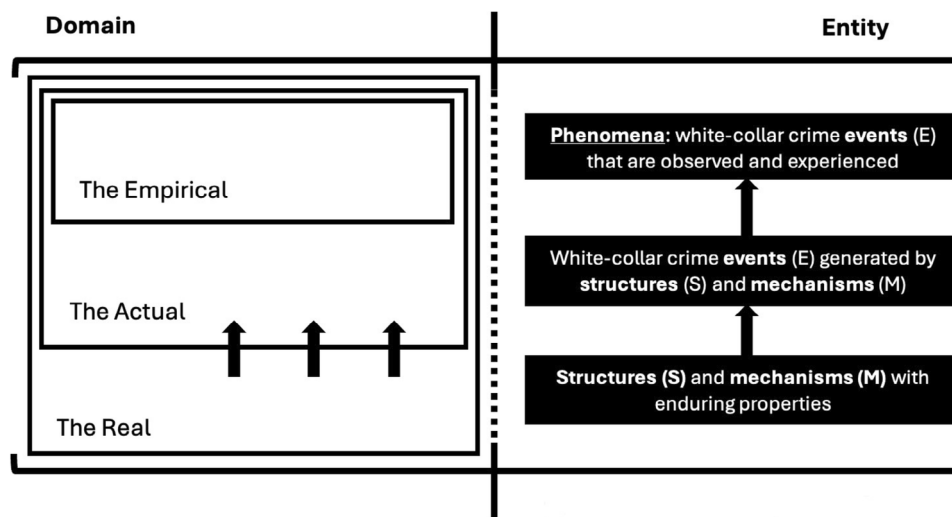 Domain
Entity
The Empirical
The Actual
The Real
Phenomena: white-collar crime events (E)
that are observed and experienced
White-collar crime events (E) generated by
structures (S) and mechanisms (M)
Structures (S) and mechanisms (M) with
enduring properties